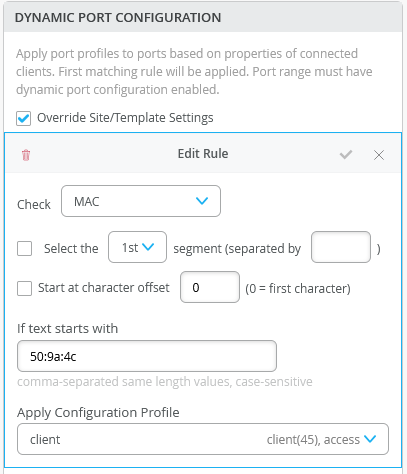 DYNAMIC PORT CONFIGURATION
Apply port profiles to ports based on properties of connected
clients. First matching rule will be applied. Port range must have
dynamic port configuration enabled.
Override Site/Template Settings
Edit Rule
Check MAC
Select the 1st segment (separated by )
Start at character offset 0 (0 = first character)
If text starts with
50:9a:4c
comma-separated same length values, case-sensitive
Apply Configuration Profile
client client(45), access